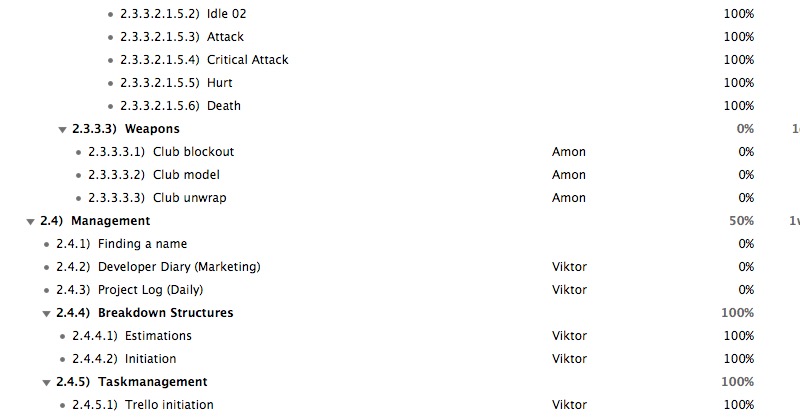 2.3.3.2.1.5.2) Idle 02 100%
2.3.3.2.1.5.3) Attack 100%
2.3.3.2.1.5.4) Critical Attack 100%
2.3.3.2.1.5.5) Hurt 100%
2.3.3.2.1.5.6) Death 100%
2.3.3.3) Weapons 0%
2.3.3.3.1) Club blockout Amon 0%
2.3.3.3.2) Club model Amon 0%
2.3.3.3.3) Club unwrap Amon 0%
2.4) Management 50%
2.4.1) Finding a name 0%
2.4.2) Developer Diary (Marketing) Viktor 0%
2.4.3) Project Log (Daily) Viktor 0%
2.4.4) Breakdown Structures 100%
2.4.4.1) Estimations Viktor 100%
2.4.4.2) Initiation Viktor 100%
2.4.5) Taskmanagement 100%
2.4.5.1) Trello initiation Viktor 100%